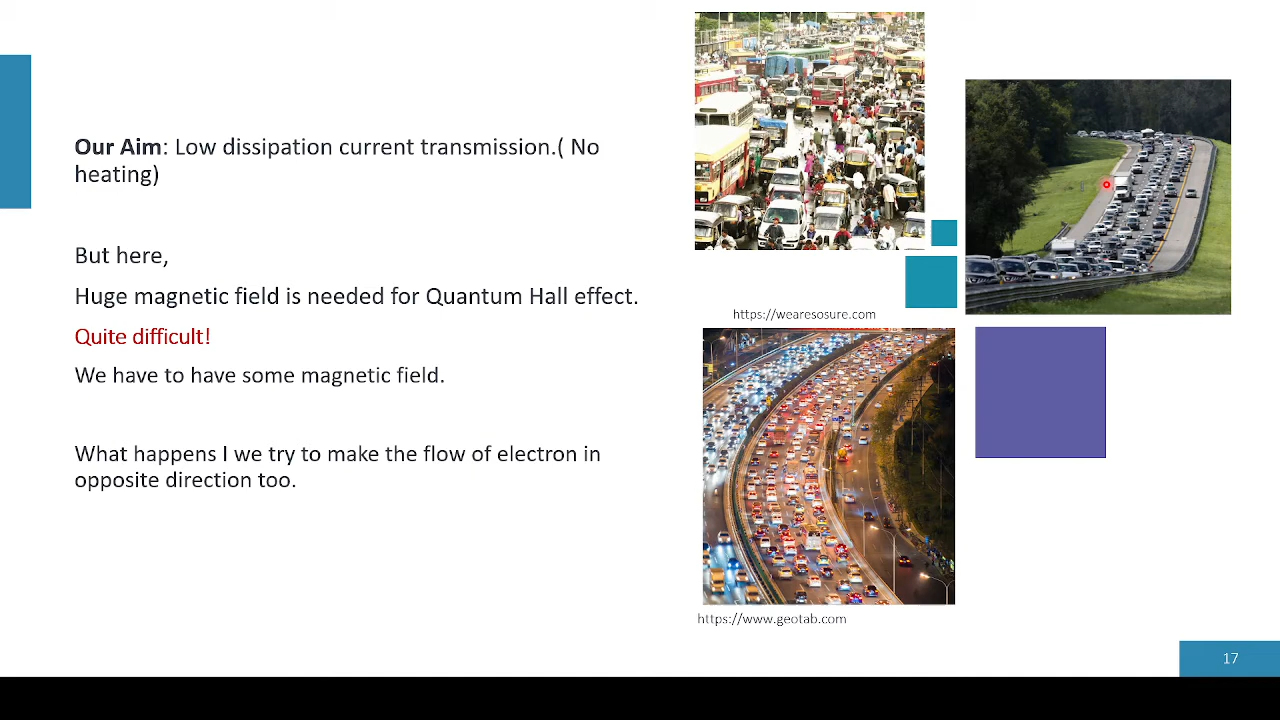 Our Aim: Low dissipation current transmission.( No
heating)
But here,
Huge magnetic field is needed for Quantum Hall effect.
Quite difficult!
We have to have some magnetic field.
What happens I we try to make the flow of electron in
opposite direction too.
https://wearesosure.com
https://www.geotab.com
17